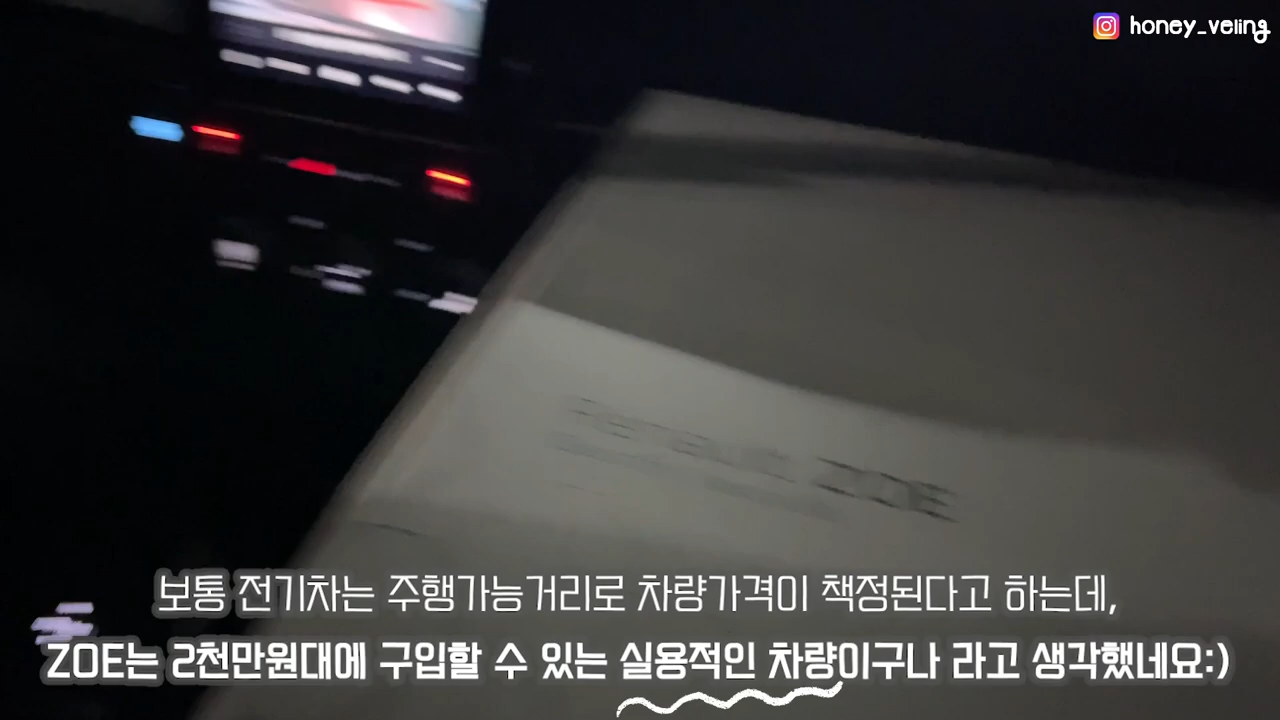 honey_veling
Renault ZOE
보통 전기차는 주행가능거리로 차량가격이 책정된다고 하는데,
ZOE는 2천만원대에 구입할 수 있는 실용적인 차량이구나 라고 생각했네요:)